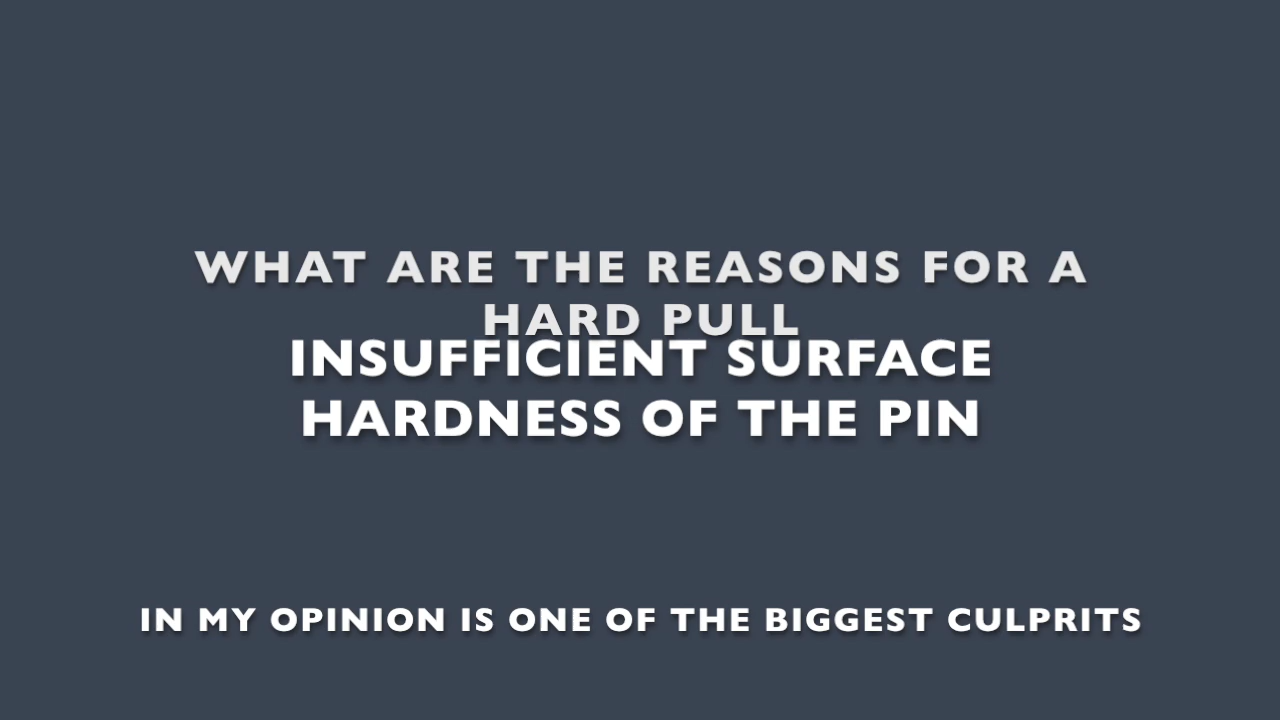 WHAT ARE THE REASONS FOR A
HARD PULL
INSUFFICIENT SURFACE
HARDNESS OF THE PIN
IN MY OPINION IS ONE OF THE BIGGEST CULPRITS